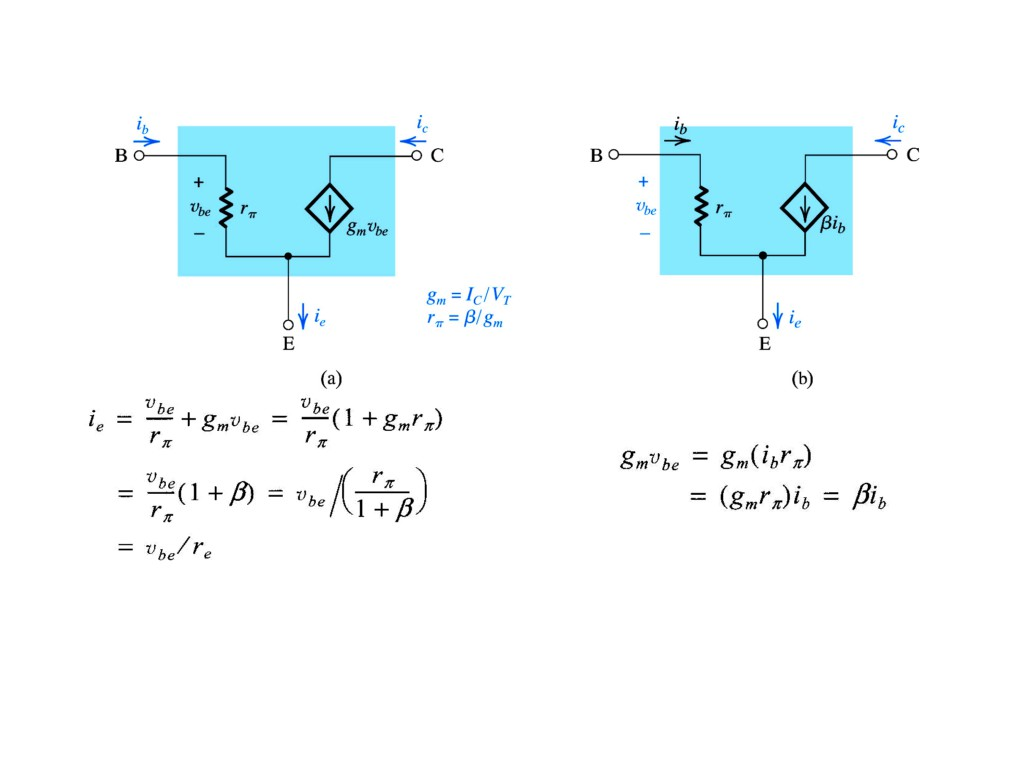 i_b
i_c
B
C
+
v_be
−
r_π
g_m v_be
i_e
E
g_m = I_C/V_T
r_π = β/g_m
(a)
i_e = v_be/r_π + g_m v_be = v_be/r_π (1 + g_m r_π)
= v_be/r_π (1 + β) = v_be/(r_π/(1 + β))
= v_be/r_e
i_b
i_c
B
C
+
v_be
−
r_π
βi_b
i_e
E
(b)
g_m v_be = g_m(i_b r_π)
= (g_m r_π)i_b = βi_b